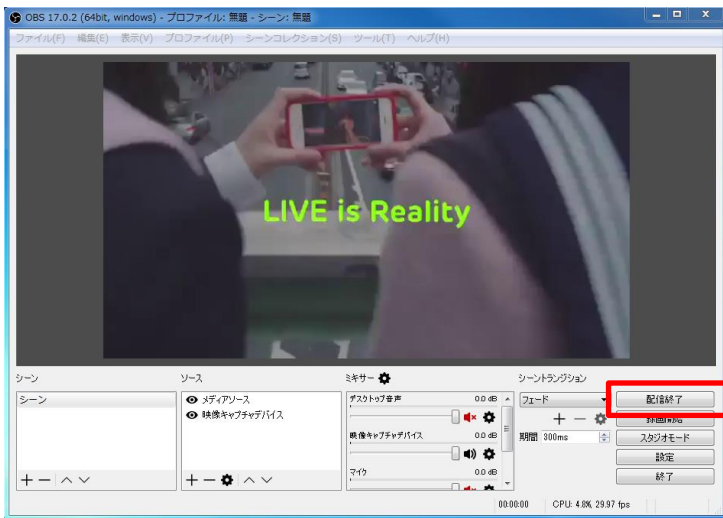 OBS 17.0.2 (64bit, windows) - プロファイル: 無題 - シーン: 無題
ファイル(F) 編集(E) 表示(V) プロファイル(P) シーンコレクション(S) ツール(T) ヘルプ(H)
LIVE is Reality
シーン ソース ミキサー シーントランジション
シーン
メディアソース
映像キャプチャデバイス
デスクトップ音声 0.0 dB
映像キャプチャデバイス 0.0 dB
マイク 0.0 dB
フェード
期間 300ms
配信終了
録画開始
スタジオモード
設定
終了
00:00:00 CPU: 4.8%, 29.97 fps